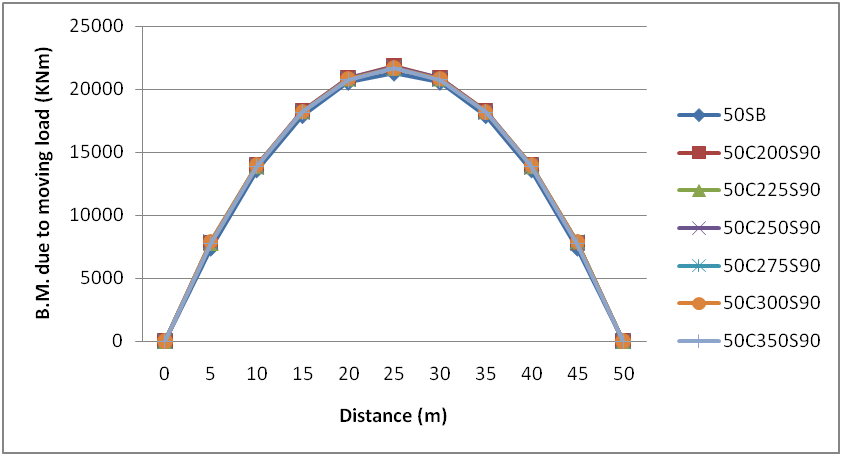 B.M. due to moving load (KNm)
25000
20000
15000
10000
5000
0
0 5 10 15 20 25 30 35 40 45 50
Distance (m)
50SB
50C200S90
50C225S90
50C250S90
50C275S90
50C300S90
50C350S90